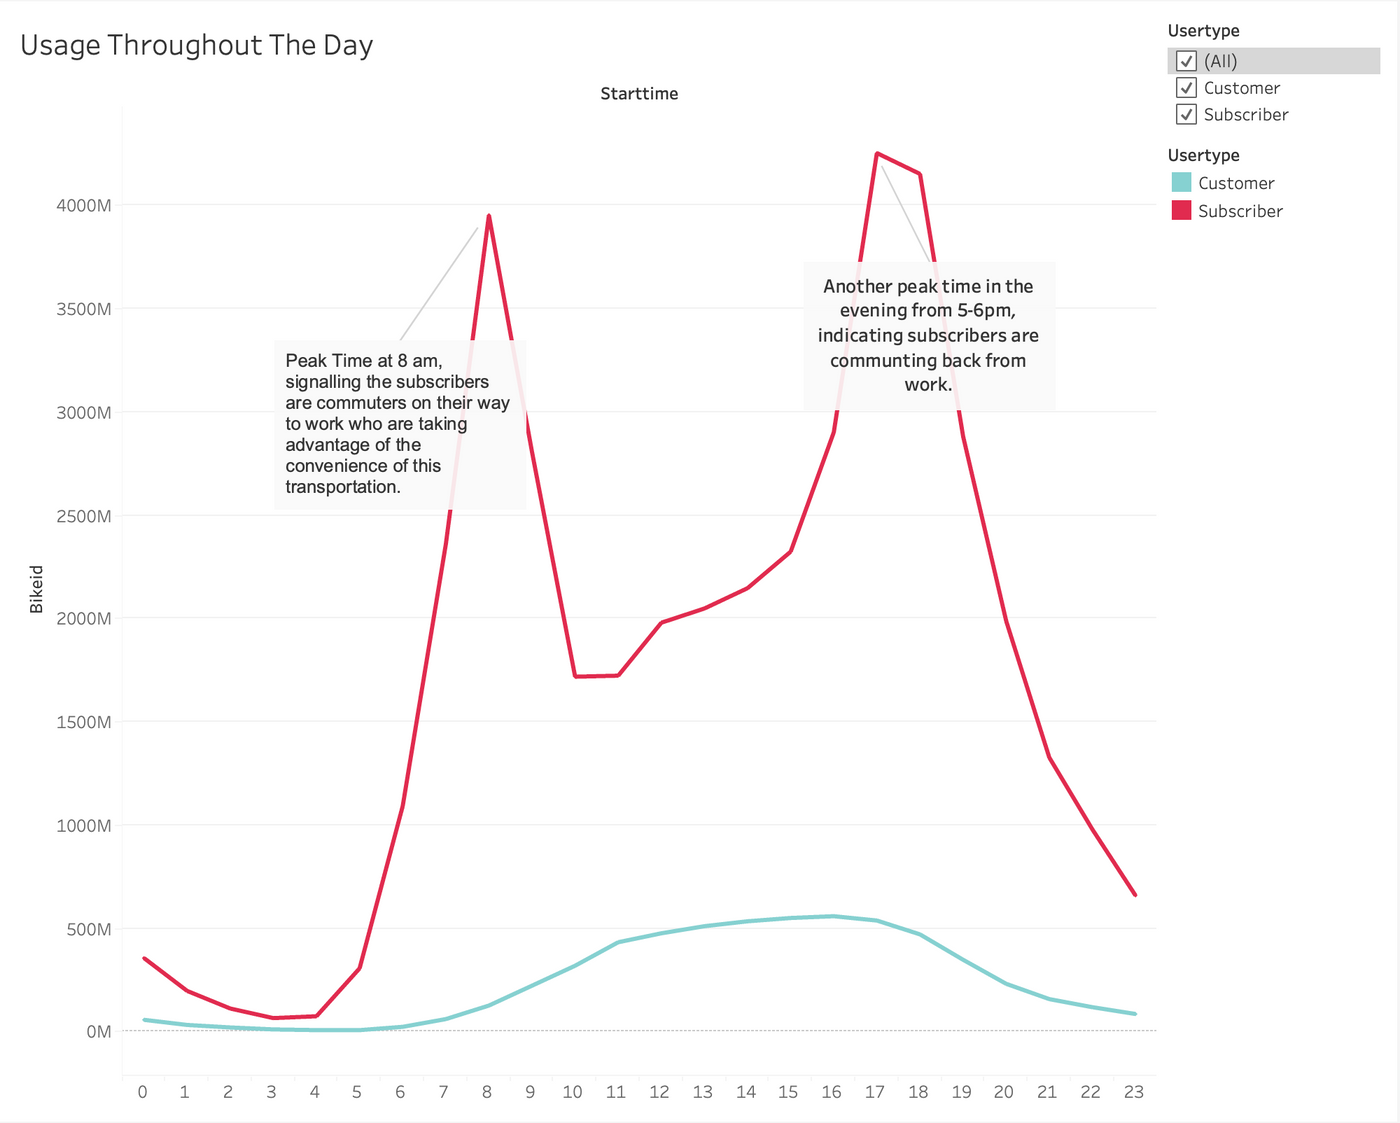 Usage Throughout The Day
Starttime
Usertype
(All)
Customer
Subscriber
Usertype
Customer
Subscriber
4000M
3500M
3000M
2500M
2000M
1500M
1000M
500M
0M
Bikeid
Peak Time at 8 am,
signalling the subscribers
are commuters on their way
to work who are taking
advantage of the
convenience of this
transportation.
Another peak time in the
evening from 5-6pm,
indicating subscribers are
communting back from
work.
0 1 2 3 4 5 6 7 8 9 10 11 12 13 14 15 16 17 18 19 20 21 22 23